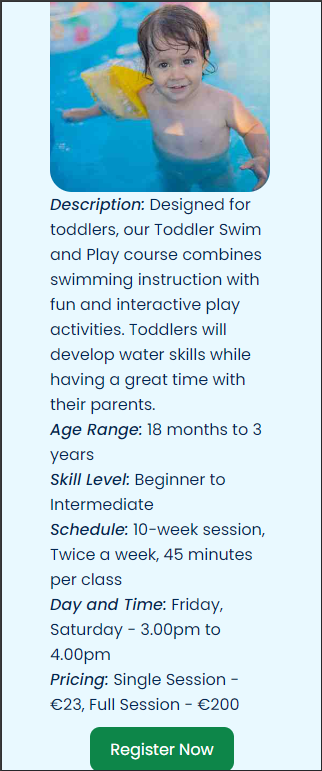 Description: Designed for
toddlers, our Toddler Swim
and Play course combines
swimming instruction with
fun and interactive play
activities. Toddlers will
develop water skills while
having a great time with
their parents.
Age Range: 18 months to 3
years
Skill Level: Beginner to
Intermediate
Schedule: 10-week session,
Twice a week, 45 minutes
per class
Day and Time: Friday,
Saturday - 3.00pm to
4.00pm
Pricing: Single Session -
€23, Full Session - €200
Register Now